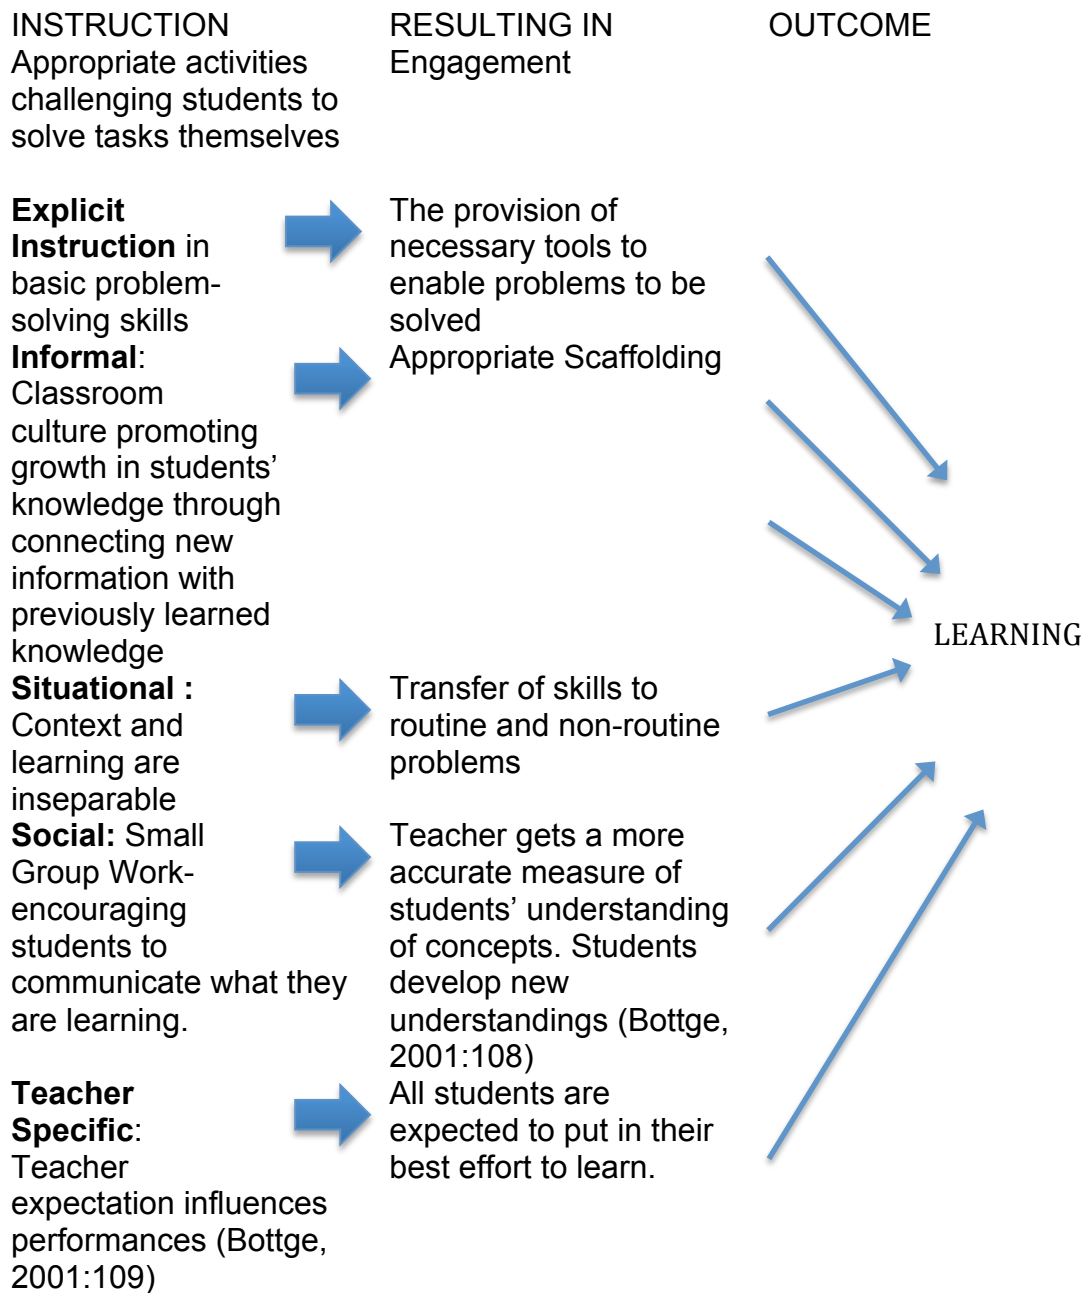 INSTRUCTION
Appropriate activities
challenging students to
solve tasks themselves
RESULTING IN
Engagement
OUTCOME
Explicit
Instruction in
basic problem-
solving skills
The provision of
necessary tools to
enable problems to be
solved
Informal:
Classroom
culture promoting
growth in students’
knowledge through
connecting new
information with
previously learned
knowledge
Appropriate Scaffolding
Situational :
Context and
learning are
inseparable
Transfer of skills to
routine and non-routine
problems
Social: Small
Group Work-
encouraging
students to
communicate what they
are learning.
Teacher gets a more
accurate measure of
students’ understanding
of concepts. Students
develop new
understandings (Bottge,
2001:108)
Teacher
Specific:
Teacher
expectation influences
performances (Bottge,
2001:109)
All students are
expected to put in their
best effort to learn.
LEARNING